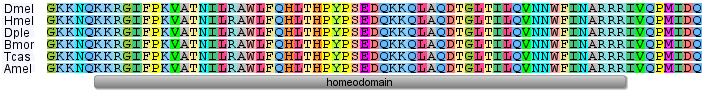 Dmel GKKNQKKRGIFPKVATNILRAWLFQHLTHPYPSEDQKKQLAQDTGLTILQVNNWFINARRRIVQPMIDQ
Hmel GKKNQKKRGIFPKVATNILRAWLFQHLTHPYPSEDQKKQLAQDTGLTILQVNNWFINARRRIVQPMIDQ
Dple GKKNQKKRGIFPKVATNILRAWLFQHLTHPYPSEDQKKQLAQDTGLTILQVNNWFINARRRIVQPMIDQ
Bmor GKKNQKKRGIFPKVATNILRAWLFQHLTHPYPSEDQKKQLAQDTGLTILQVNNWFINARRRIVQPMIDQ
Tcas GKKNQKKRGIFPKVATNILRAWLFQHLTHPYPSEDQKKQLAQDTGLTILQVNNWFINARRRIVQPMIDQ
Amel GKKNQKKRGIFPKVATNILRAWLFQHLTHPYPSEDQKKQLAQDTGLTILQVNNWFINARRRIVQPMIDQ
homeodomain